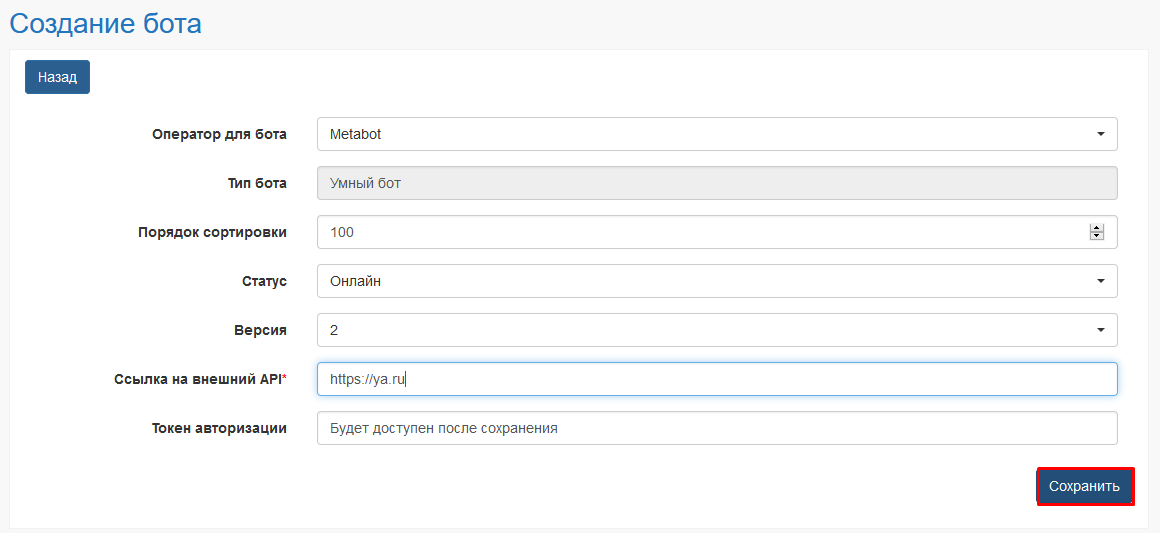 Создание бота
Назад
Оператор для бота Metabot
Тип бота Умный бот
Порядок сортировки 100
Статус Онлайн
Версия 2
Ссылка на внешний API* https://ya.ru
Токен авторизации Будет доступен после сохранения
Сохранить